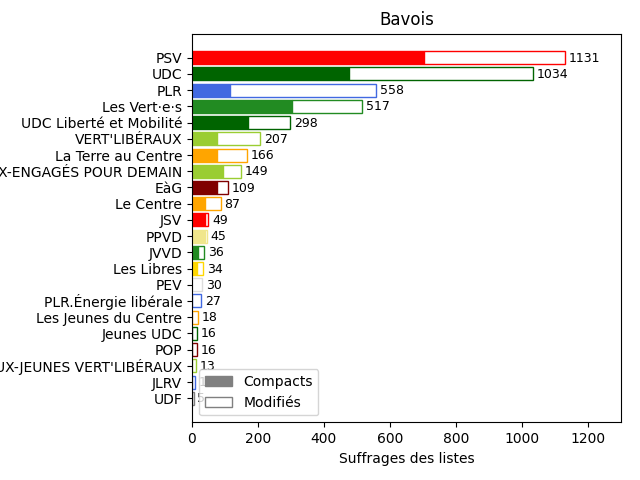 Bavois
PSV 1131
UDC 1034
PLR 558
Les Vert·e·s 517
UDC Liberté et Mobilité 298
VERT'LIBÉRAUX 207
La Terre au Centre 166
X-ENGAGÉS POUR DEMAIN 149
EàG 109
Le Centre 87
JSV 49
PPVD 45
JVVD 36
Les Libres 34
PEV 30
PLR.Énergie libérale 27
Les Jeunes du Centre 18
Jeunes UDC 16
POP 16
UX-JEUNES VERT'LIBÉRAUX 13
JLRV
UDF 5
Compacts
Modifiés
0 200 400 600 800 1000 1200
Suffrages des listes